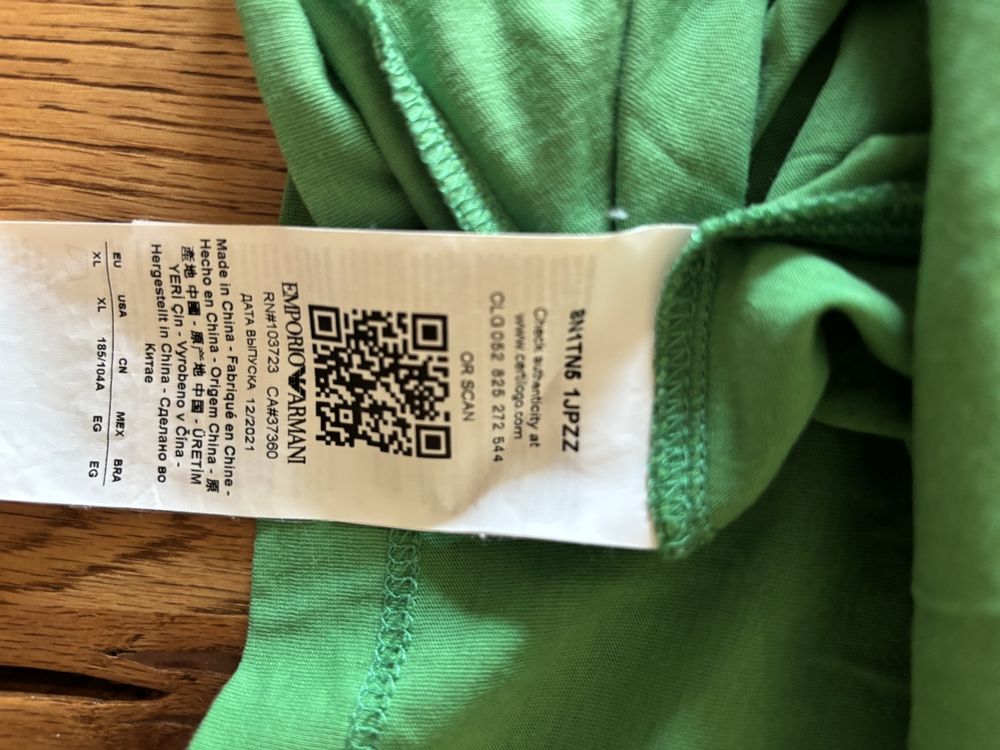 8N1TN5 1JPZZ
Check authenticity at
www.certilogo.com
CLG 052 825 272 544
OR SCAN
EMPORIO ARMANI
RN#103723 CA#37360
ДАТА ВЫПУСКА 12/2021
Made in China - Fabriqué en Chine -
Hecho en China - Origem China - 原
産地 中國 - 原产地 中国 - ÜRETİM
YERİ Çin - Vyrobeno v Čína -
Hergestellt in China - Сделано во
Китае
EU USA CN MEX BRA
XL XL 185/104A EG EG